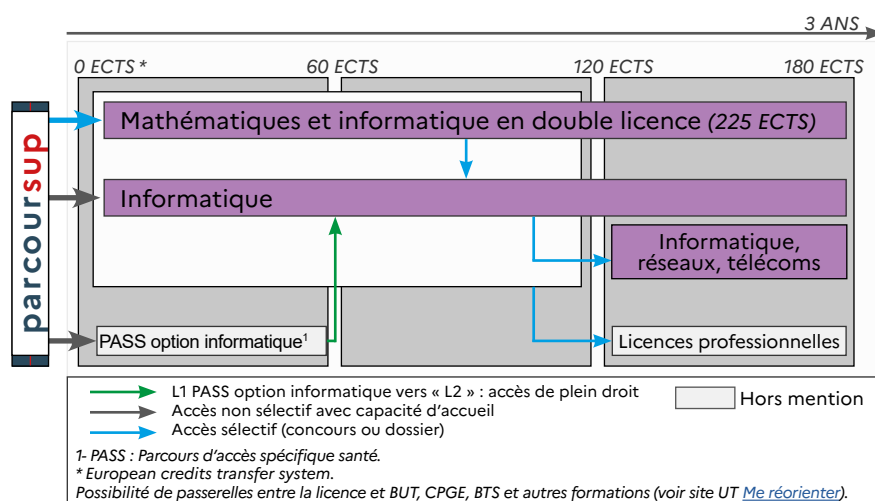 3 ANS
0 ECTS *
60 ECTS
120 ECTS
180 ECTS
parcoursup
Mathématiques et informatique en double licence (225 ECTS)
Informatique
Informatique,
réseaux, télécoms
PASS option informatique¹
Licences professionnelles
L1 PASS option informatique vers « L2 » : accès de plein droit
Accès non sélectif avec capacité d'accueil
Accès sélectif (concours ou dossier)
Hors mention
1- PASS : Parcours d'accès spécifique santé.
* European credits transfer system.
Possibilité de passerelles entre la licence et BUT, CPGE, BTS et autres formations (voir site UT Me réorienter).